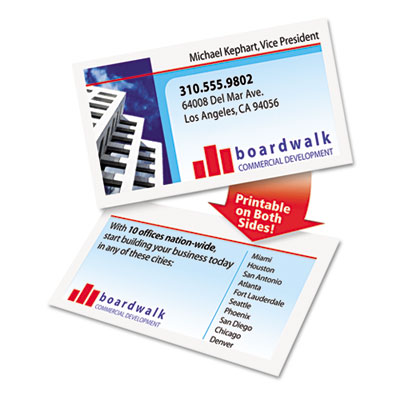 Michael Kephart, Vice President
310.555.9802
64008 Del Mar Ave.
Los Angeles, CA 94056
boardwalk
COMMERCIAL DEVELOPMENT
Printable
on Both
Sides!
With 10 offices nation-wide,
start building your business today
in any of these cities:
boardwalk
COMMERCIAL DEVELOPMENT
Miami
Houston
San Antonio
Atlanta
Fort Lauderdale
Seattle
Phoenix
San Diego
Chicago
Denver